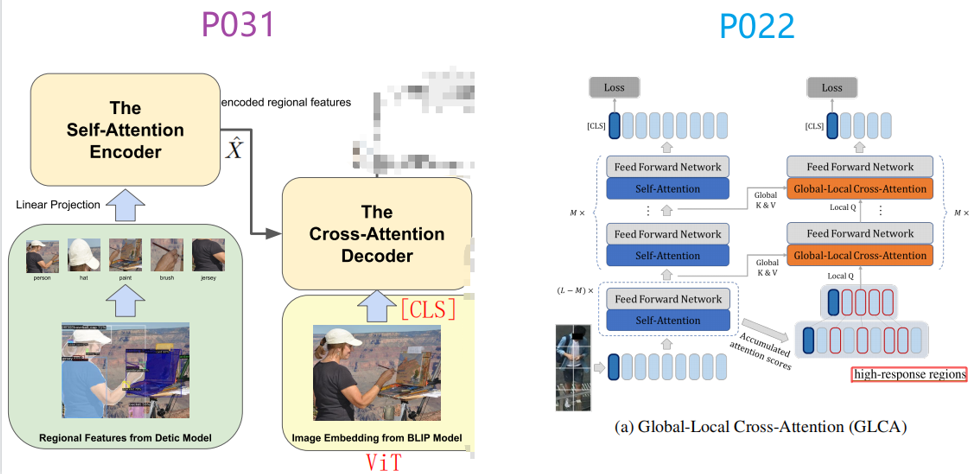 P031
P022
The
Self-Attention
Encoder
encoded regional features
X̂
Linear Projection
The
Cross-Attention
Decoder
person
hat
paint
brush
jersey
[CLS]
Regional Features from Detic Model
Image Embedding from BLIP Model
ViT
Loss
Loss
[CLS]
[CLS]
Feed Forward Network
Self-Attention
Feed Forward Network
Global-Local Cross-Attention
M ×
Global
K & V
Local Q
M ×
Feed Forward Network
Self-Attention
Feed Forward Network
Global-Local Cross-Attention
Global
K & V
Local Q
(L − M) ×
Feed Forward Network
Self-Attention
Accumulated
attention scores
high-response regions
(a) Global-Local Cross-Attention (GLCA)